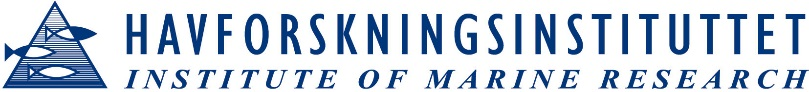 HAVFORSKNINGSINSTITUTTET
INSTITUTE OF MARINE RESEARCH